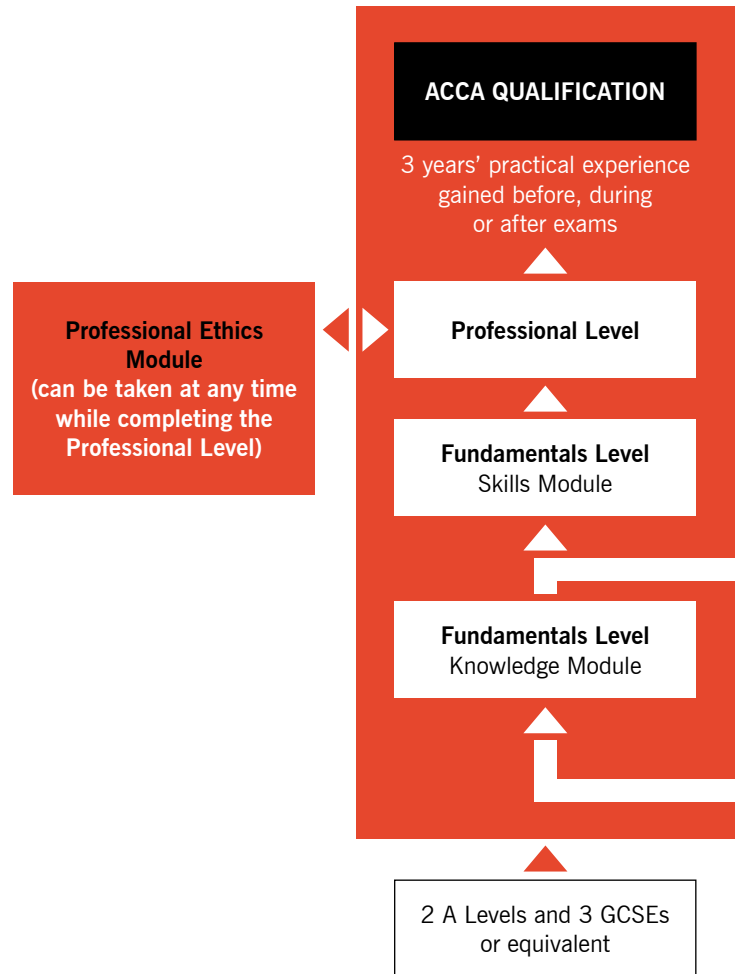 ACCA QUALIFICATION
3 years’ practical experience
gained before, during
or after exams
Professional Ethics
Module
(can be taken at any time
while completing the
Professional Level)
Professional Level
Fundamentals Level
Skills Module
Fundamentals Level
Knowledge Module
2 A Levels and 3 GCSEs
or equivalent